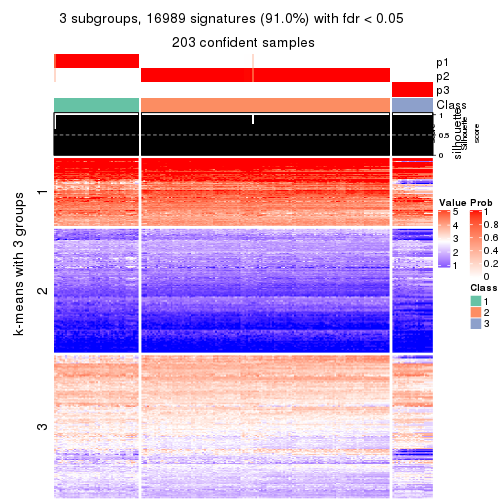 3 subgroups, 16989 signatures (91.0%) with fdr < 0.05
203 confident samples
p1
p2
p3
Class
silhouette
Silhouette
score
1
0.5
0
k-means with 3 groups
1
2
3
Value
5
4
3
2
1
Prob
1
0.8
0.6
0.4
0.2
0
Class
1
2
3